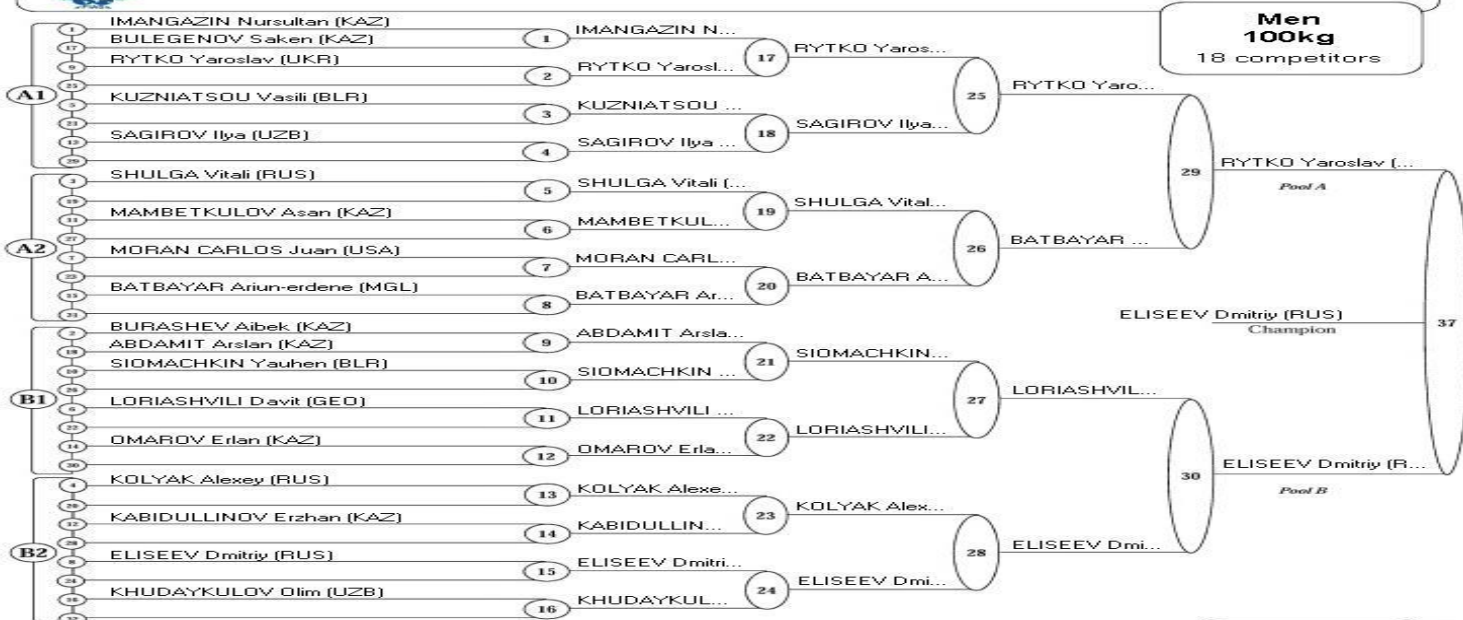 Men
100kg
18 competitors
A1
IMANGAZIN Nursultan (KAZ)
BULEGENOV Saken (KAZ)
RYTKO Yaroslav (UKR)
KUZNIATSOU Vasili (BLR)
SAGIROV Ilya (UZB)
A2
SHULGA Vitali (RUS)
MAMBETKULOV Asan (KAZ)
MORAN CARLOS Juan (USA)
BATBAYAR Ariun-erdene (MGL)
B1
BURASHEV Aibek (KAZ)
ABDAMIT Arslan (KAZ)
SIOMACHKIN Yauhen (BLR)
LORIASHVILI Davit (GEO)
OMAROV Erlan (KAZ)
B2
KOLYAK Alexey (RUS)
KABIDULLINOV Erzhan (KAZ)
ELISEEV Dmitriy (RUS)
KHUDAYKULOV Olim (UZB)
1 IMANGAZIN N...
2 RYTKO Yarosl...
3 KUZNIATSOU ...
4 SAGIROV Ilya ...
5 SHULGA Vitali (...
6 MAMBETKUL...
7 MORAN CARL...
8 BATBAYAR Ar...
9 ABDAMIT Arsla...
10 SIOMACHKIN ...
11 LORIASHVILI ...
12 OMAROV Erla...
13 KOLYAK Alexe...
14 KABIDULLIN...
15 ELISEEV Dmitri...
16 KHUDAYKUL...
17 RYTKO Yaros...
18 SAGIROV Ilya...
19 SHULGA Vital...
20 BATBAYAR A...
21 SIOMACHKIN...
22 LORIASHVILI...
23 KOLYAK Alex...
24 ELISEEV Dmi...
25 RYTKO Yaro...
26 BATBAYAR ...
27 LORIASHVIL...
28 ELISEEV Dmi...
29 RYTKO Yaroslav (...
Pool A
30 ELISEEV Dmitriy (R...
Pool B
37
ELISEEV Dmitriy (RUS)
Champion